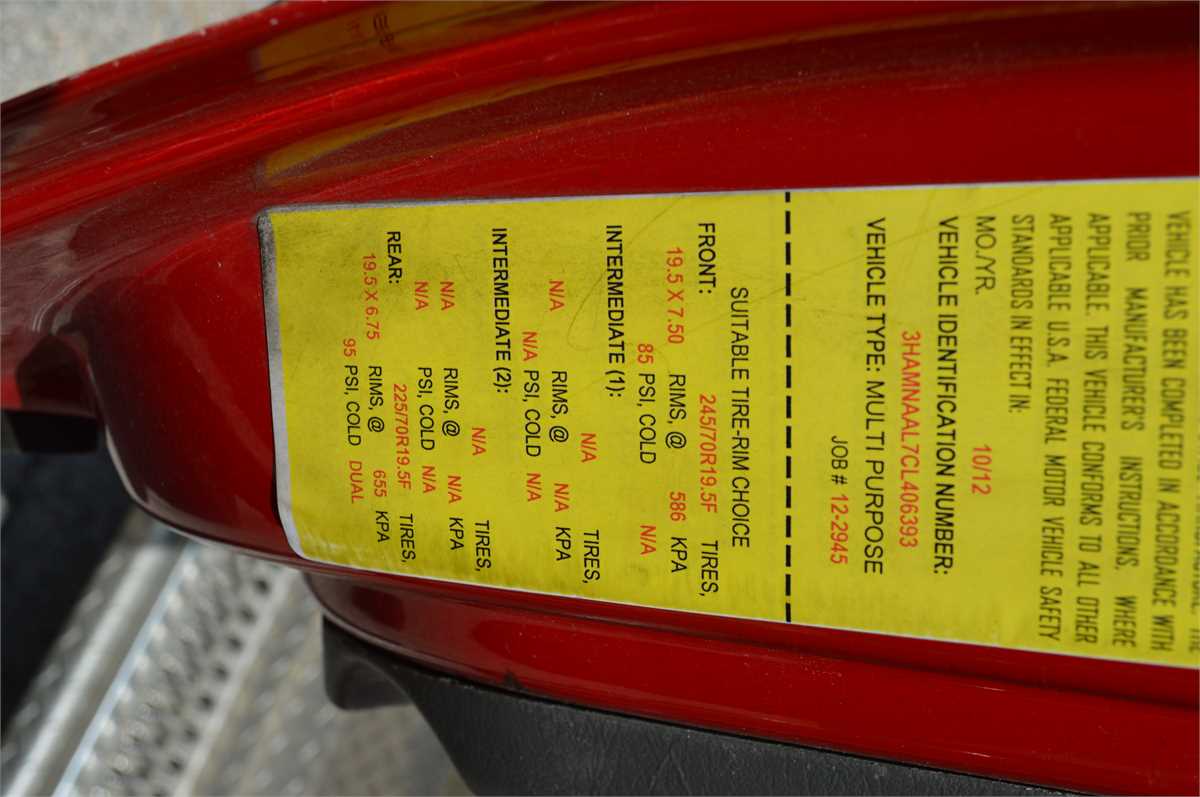 VEHICLE HAS BEEN COMPLETED IN ACCORDANCE WITH
PRIOR MANUFACTURER'S INSTRUCTIONS, WHERE
APPLICABLE. THIS VEHICLE CONFORMS TO ALL OTHER
APPLICABLE U.S.A. FEDERAL MOTOR VEHICLE SAFETY
STANDARDS IN EFFECT IN:
MO./YR. 10/12
VEHICLE IDENTIFICATION NUMBER:
3HAMNAAL7CL406393
VEHICLE TYPE: MULTI PURPOSE
JOB # 12-2945
SUITABLE TIRE-RIM CHOICE
FRONT: 245/70R19.5F TIRES,
19.5 X 7.50 RIMS, @ 586 KPA
85 PSI, COLD N/A
INTERMEDIATE (1):
N/A TIRES,
N/A RIMS, @ N/A KPA
N/A PSI, COLD N/A
INTERMEDIATE (2):
N/A TIRES,
N/A RIMS, @ N/A KPA
N/A PSI, COLD N/A
REAR: 225/70R19.5F TIRES,
19.5 X 6.75 RIMS, @ 655 KPA
95 PSI, COLD DUAL